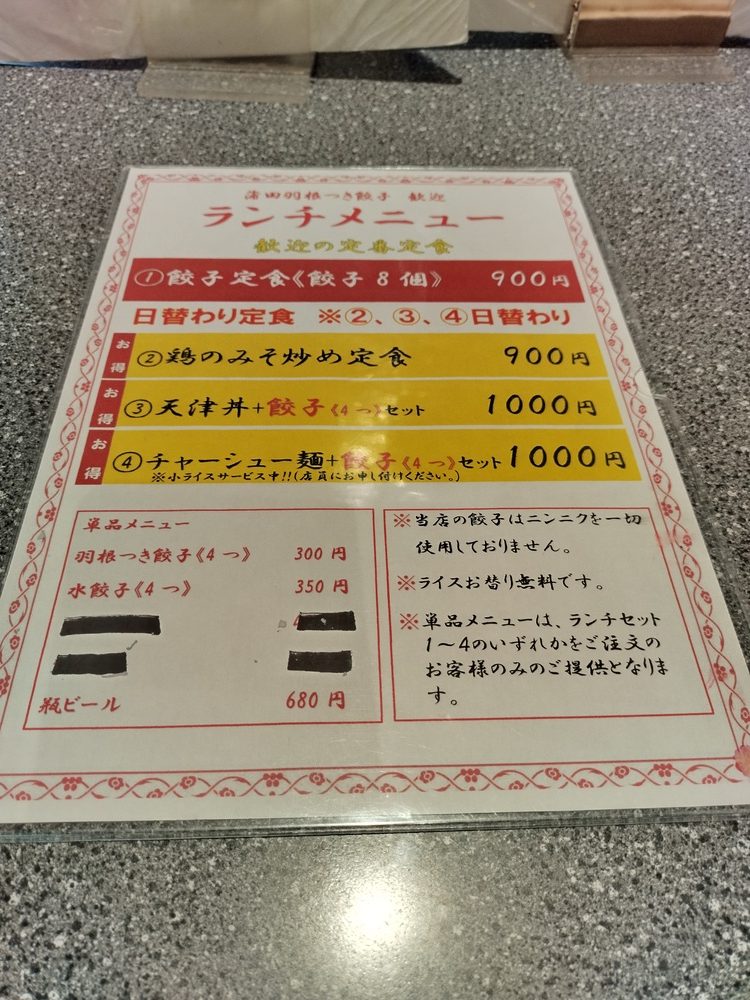 蒲田羽根つき餃子 歓迎
ランチメニュー
歓迎の定番定食
①餃子定食《餃子8個》 900円
日替わり定食 ※②、③、④日替わり
お得 ②鶏のみそ炒め定食 900円
お得 ③天津丼+餃子《4つ》セット 1000円
お得 ④チャーシュー麺+餃子《4つ》セット 1000円
※小ライスサービス中!!(店員にお申し付けください。)
単品メニュー
羽根つき餃子《4つ》 300円
水餃子《4つ》 350円
瓶ビール 680円
※当店の餃子はニンニクを一切
使用しておりません。
※ライスお替り無料です。
※単品メニューは、ランチセット
1〜4のいずれかをご注文の
お客様のみのご提供となりま
す。